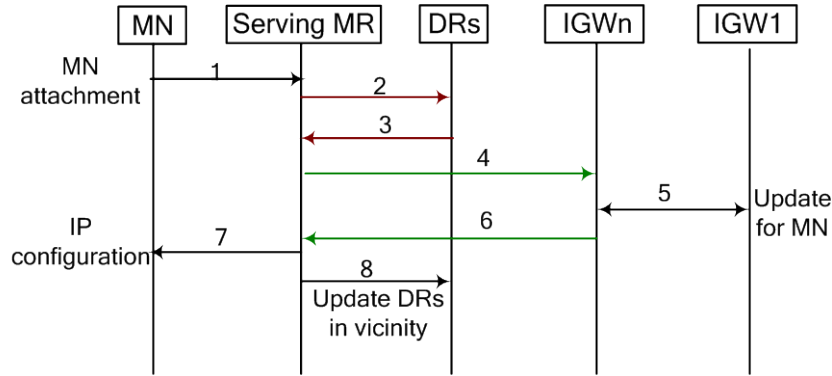 MN
Serving MR
DRs
IGWn
IGW1
MN
attachment
1
2
3
4
5
Update
for MN
6
IP
configuration
7
8
Update DRs
in vicinity